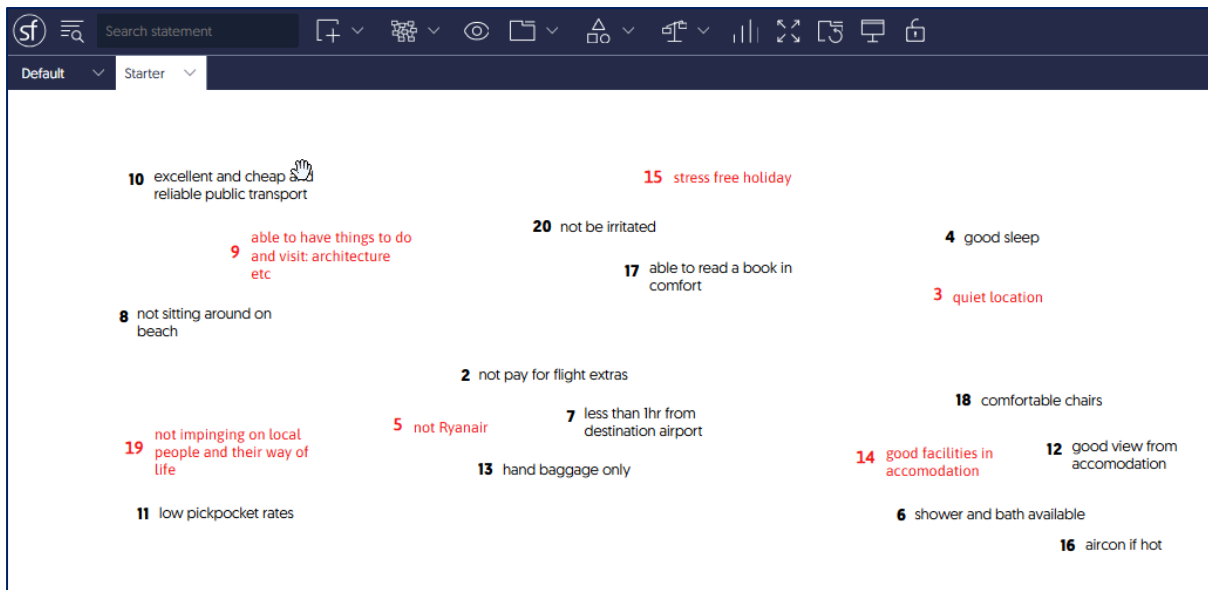 sf
Search statement
Default
Starter
10 excellent and cheap and
reliable public transport
15 stress free holiday
20 not be irritated
9 able to have things to do
and visit: architecture
etc
4 good sleep
17 able to read a book in
comfort
3 quiet location
8 not sitting around on
beach
2 not pay for flight extras
18 comfortable chairs
5 not Ryanair
7 less than 1hr from
destination airport
19 not impinging on local
people and their way of
life
12 good view from
accomodation
14 good facilities in
accomodation
13 hand baggage only
11 low pickpocket rates
6 shower and bath available
16 aircon if hot